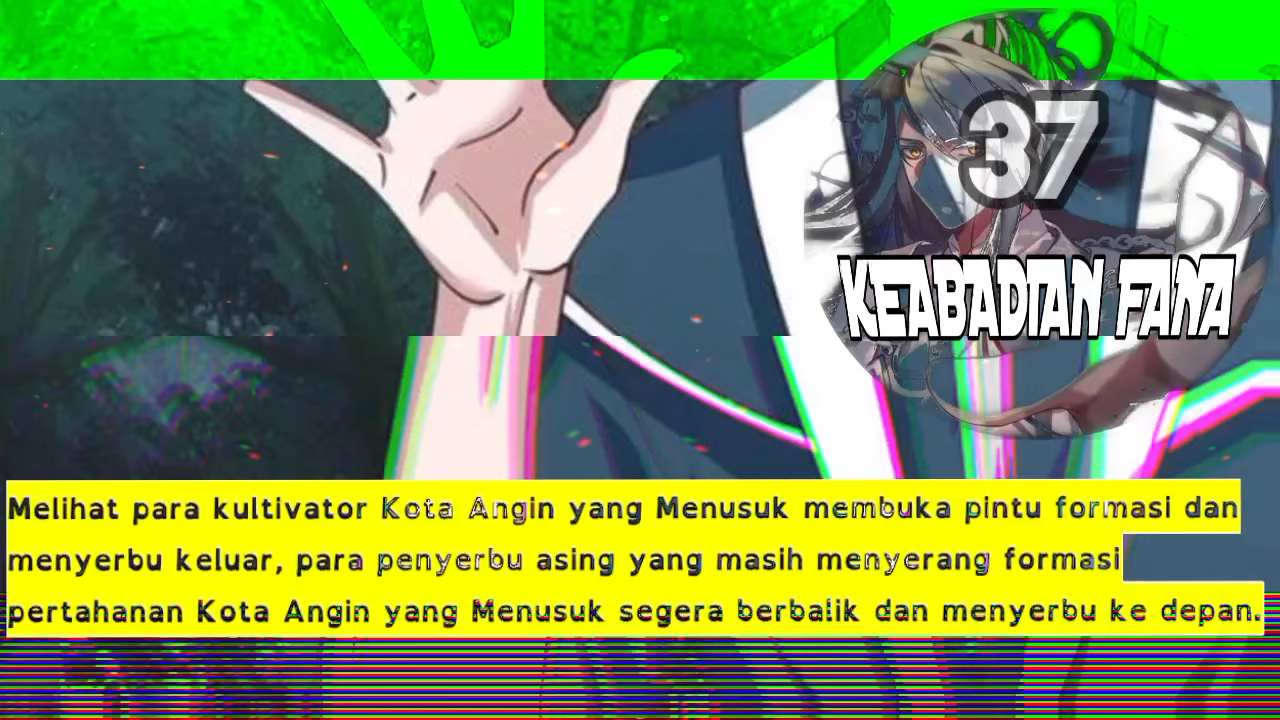 37
KEABADIAN FANA
Melihat para kultivator Kota Angin yang Menusuk membuka pintu formasi dan
menyerbu keluar, para penyerbu asing yang masih menyerang formasi
pertahanan Kota Angin yang Menusuk segera berbalik dan menyerbu ke depan.